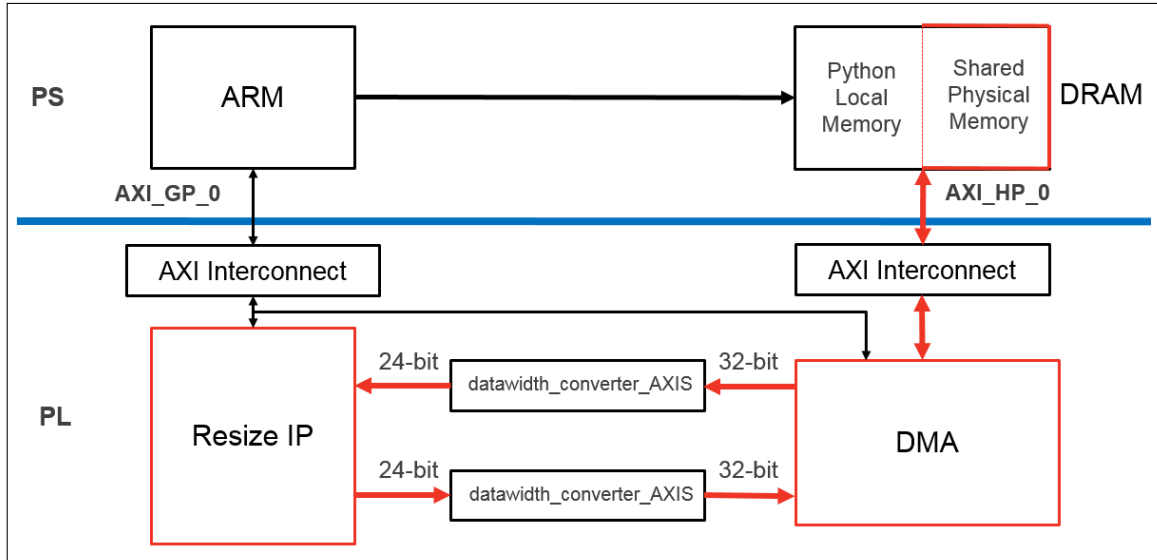 PS
ARM
Python
Local
Memory
Shared
Physical
Memory
DRAM
AXI_GP_0
AXI_HP_0
AXI Interconnect
AXI Interconnect
PL
Resize IP
24-bit
datawidth_converter_AXIS
32-bit
24-bit
datawidth_converter_AXIS
32-bit
DMA